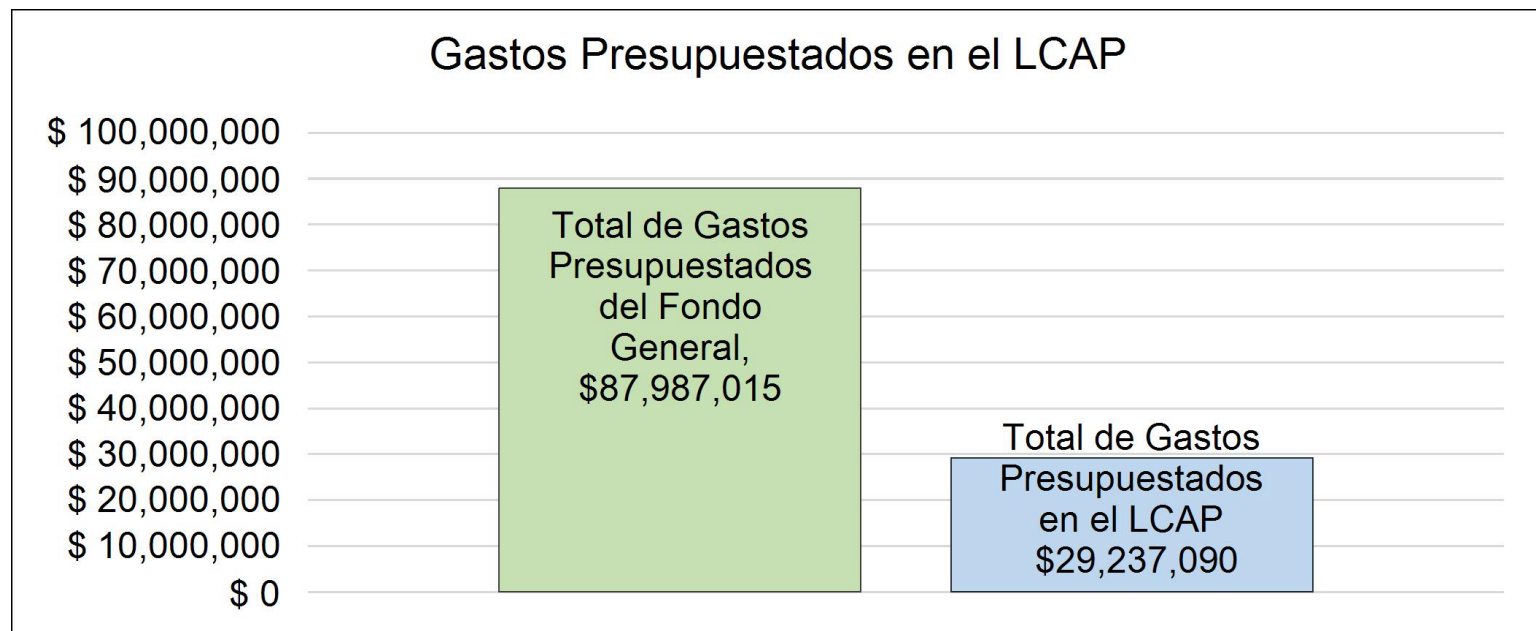 Gastos Presupuestados en el LCAP
$ 100,000,000
$ 90,000,000
$ 80,000,000
$ 70,000,000
$ 60,000,000
$ 50,000,000
$ 40,000,000
$ 30,000,000
$ 20,000,000
$ 10,000,000
$ 0
Total de Gastos
Presupuestados
del Fondo
General,
$87,987,015
Total de Gastos
Presupuestados
en el LCAP
$29,237,090